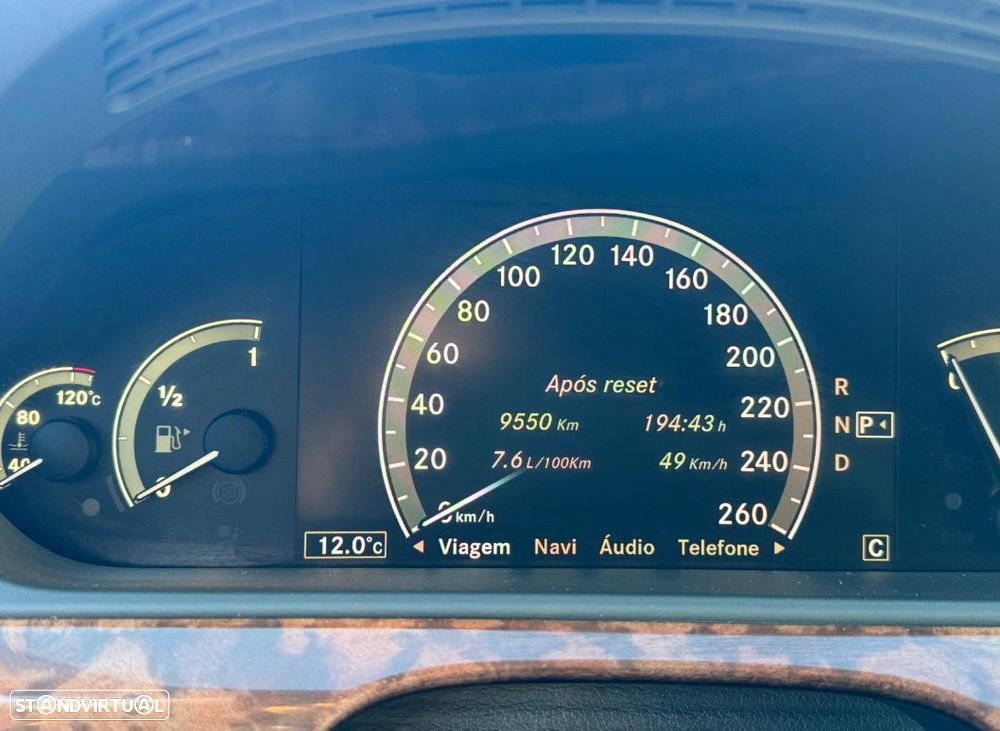 120°C
80
40
1
½
0
0 km/h
20
40
60
80
100
120
140
160
180
200
220
240
260
Após reset
9550 Km 194:43 h
7.6 L/100Km 49 Km/h
R
N P
D
12.0°C
Viagem Navi Áudio Telefone
C
STOP
STANDVIRTUAL